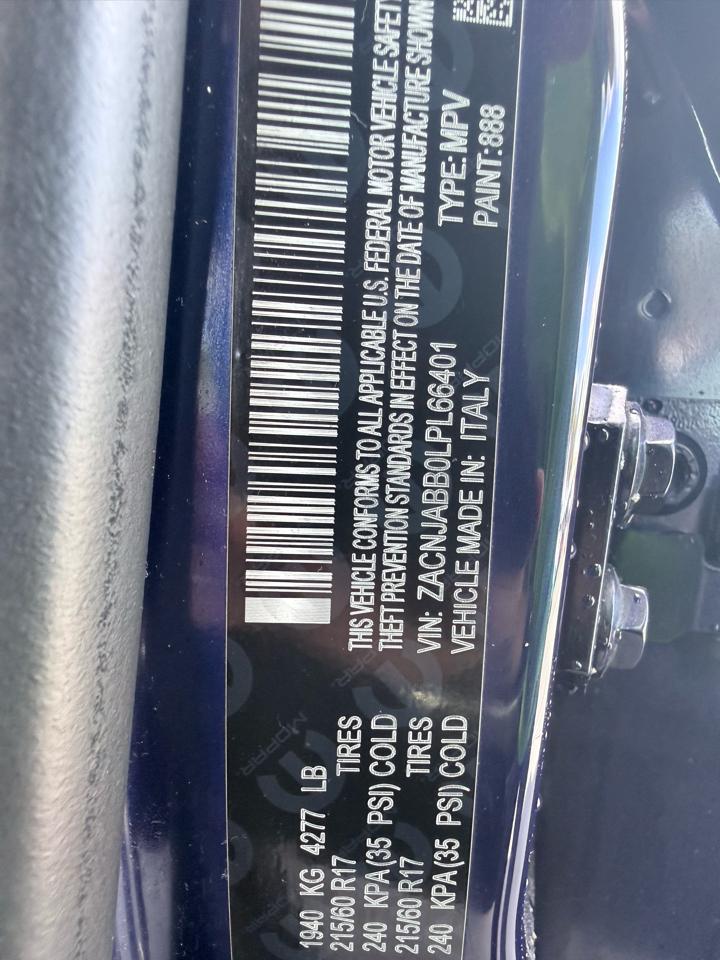 1940 KG 4277 LB
215/60 R17 TIRES
240 KPA(35 PSI) COLD
215/60 R17 TIRES
240 KPA(35 PSI) COLD
THIS VEHICLE CONFORMS TO ALL APPLICABLE U.S. FEDERAL MOTOR VEHICLE SAFETY
THEFT PREVENTION STANDARDS IN EFFECT ON THE DATE OF MANUFACTURE SHOWN
VIN: ZACNJABB0LPL66401 TYPE: MPV
VEHICLE MADE IN: ITALY PAINT:888
MOPAR
MOPAR